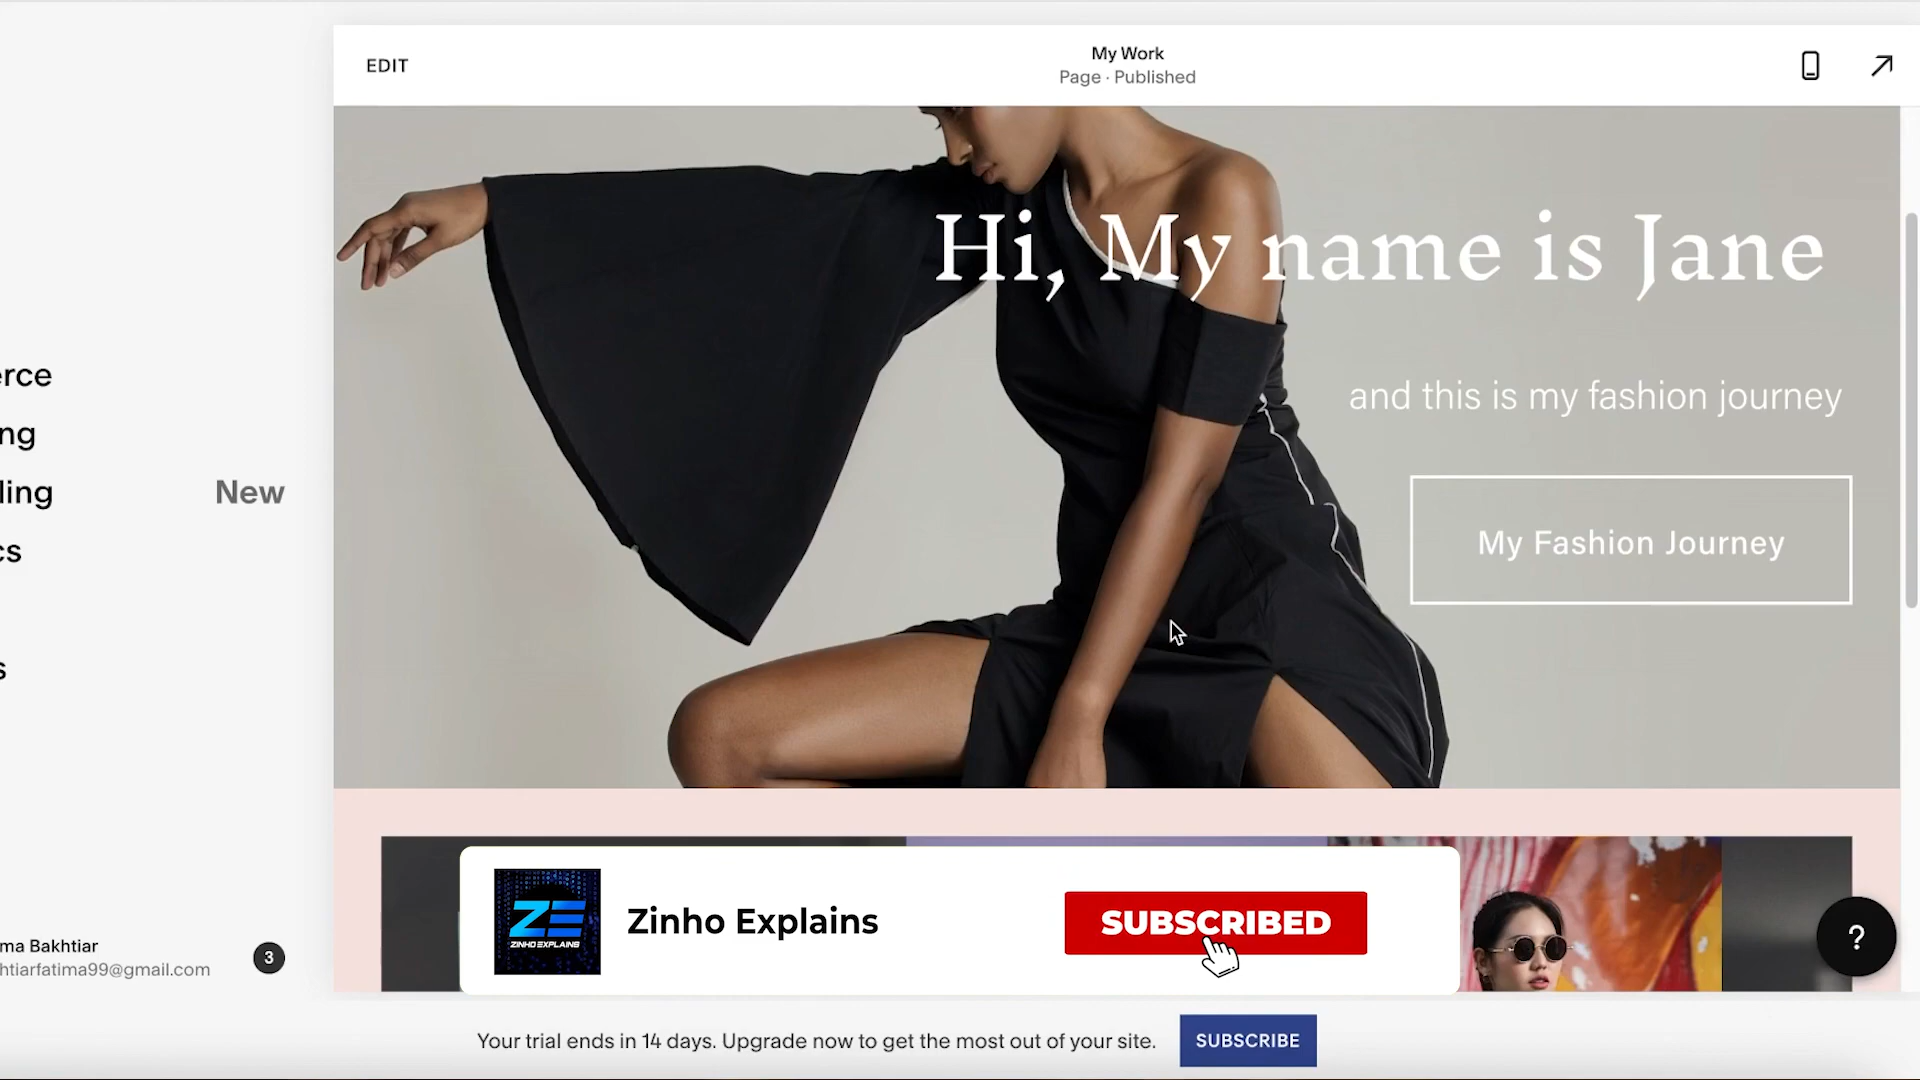 EDIT
My Work
Page · Published
Hi, My name is Jane
and this is my fashion journey
My Fashion Journey
erce
ng
ling
New
cs
s
ma Bakhtiar
htiarfatima99@gmail.com
3
ZE
ZINHO EXPLAINS
Zinho Explains
SUBSCRIBED
?
Your trial ends in 14 days. Upgrade now to get the most out of your site.
SUBSCRIBE